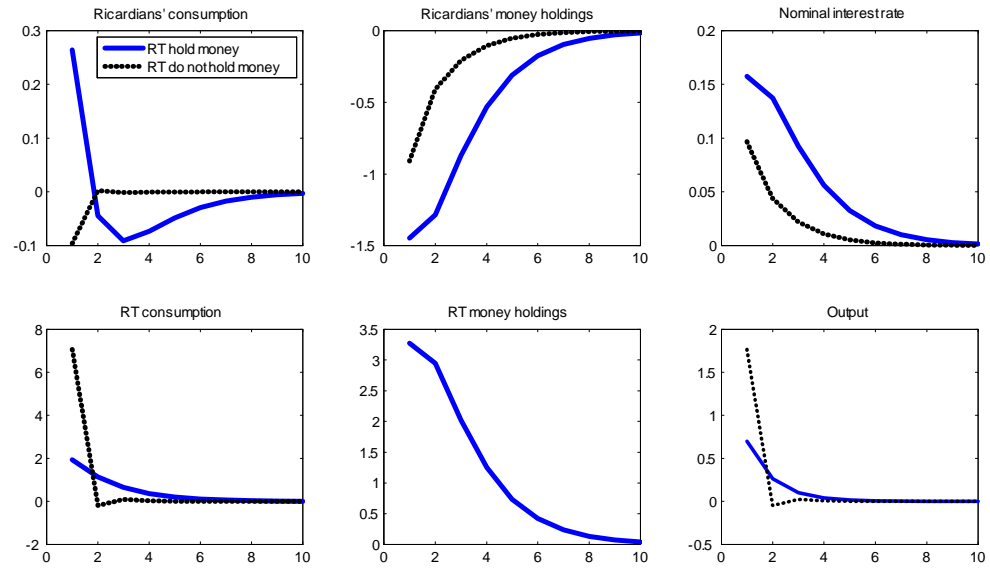 Ricardians' consumption
0.3
0.2
0.1
0
-0.1
0 2 4 6 8 10
RT hold money
RT do not hold money
Ricardians' money holdings
0
-0.5
-1
-1.5
0 2 4 6 8 10
Nominal interest rate
0.2
0.15
0.1
0.05
0
0 2 4 6 8 10
RT consumption
8
6
4
2
0
-2
0 2 4 6 8 10
RT money holdings
3.5
3
2.5
2
1.5
1
0.5
0
0 2 4 6 8 10
Output
2
1.5
1
0.5
0
-0.5
0 2 4 6 8 10